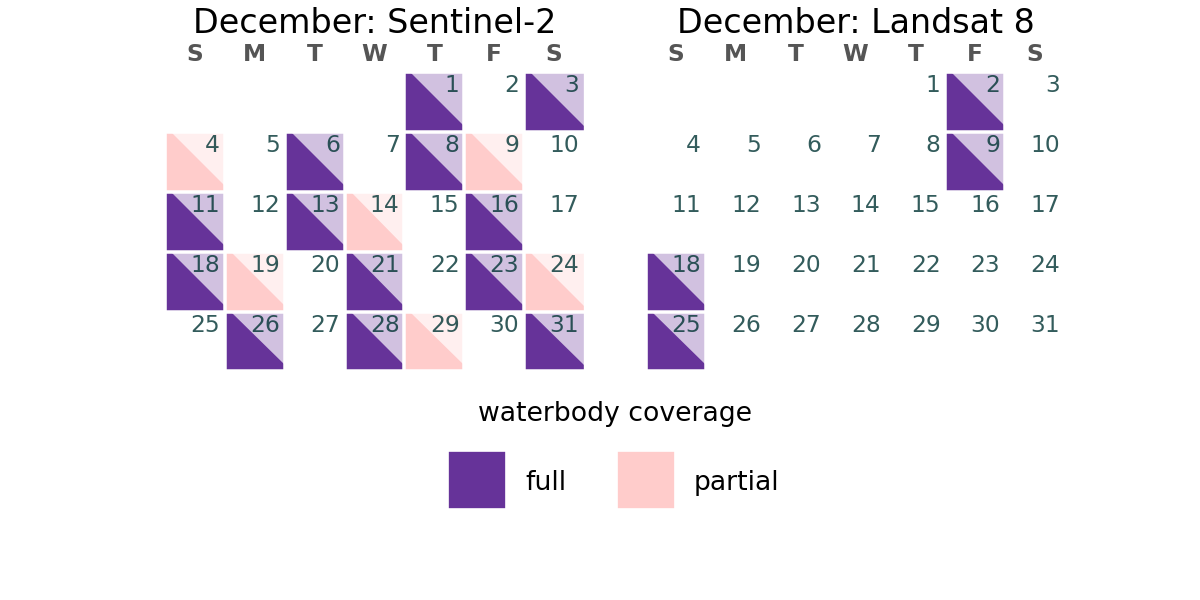 December: Sentinel-2
S M T W T F S
1 2 3
4 5 6 7 8 9 10
11 12 13 14 15 16 17
18 19 20 21 22 23 24
25 26 27 28 29 30 31
December: Landsat 8
S M T W T F S
1 2 3
4 5 6 7 8 9 10
11 12 13 14 15 16 17
18 19 20 21 22 23 24
25 26 27 28 29 30 31
waterbody coverage
full partial